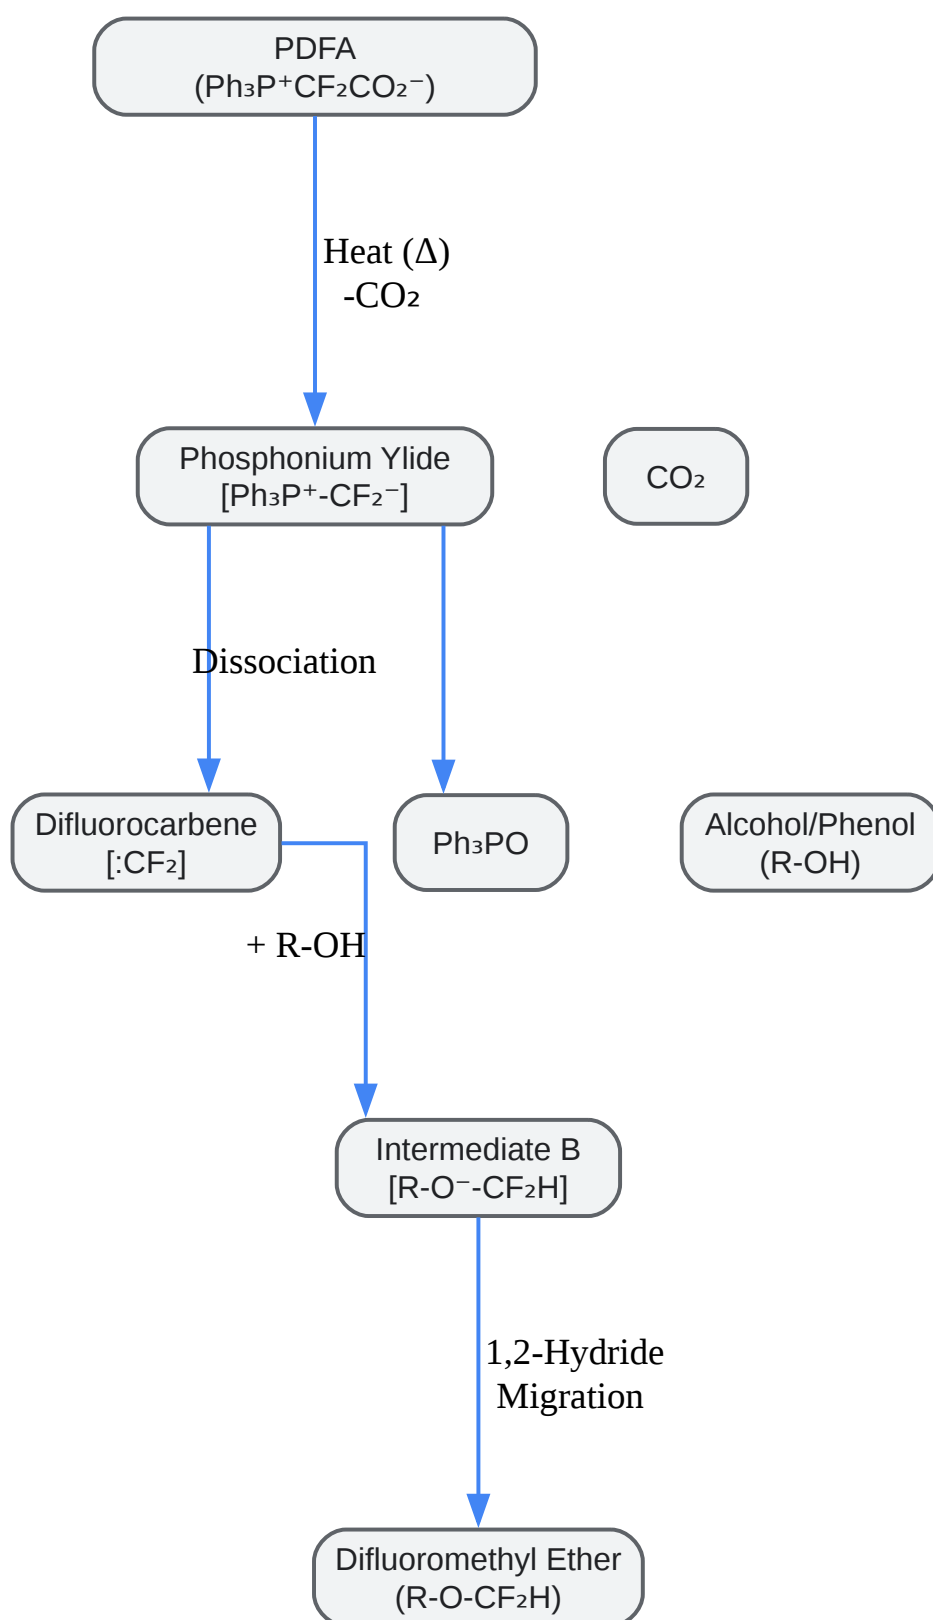 PDFA
(Ph₃P⁺CF₂CO₂⁻)
Heat (Δ)
-CO₂
Phosphonium Ylide
[Ph₃P⁺-CF₂⁻]
CO₂
Dissociation
Difluorocarbene
[:CF₂]
Ph₃PO
Alcohol/Phenol
(R-OH)
+ R-OH
Intermediate B
[R-O⁻-CF₂H]
1,2-Hydride
Migration
Difluoromethyl Ether
(R-O-CF₂H)